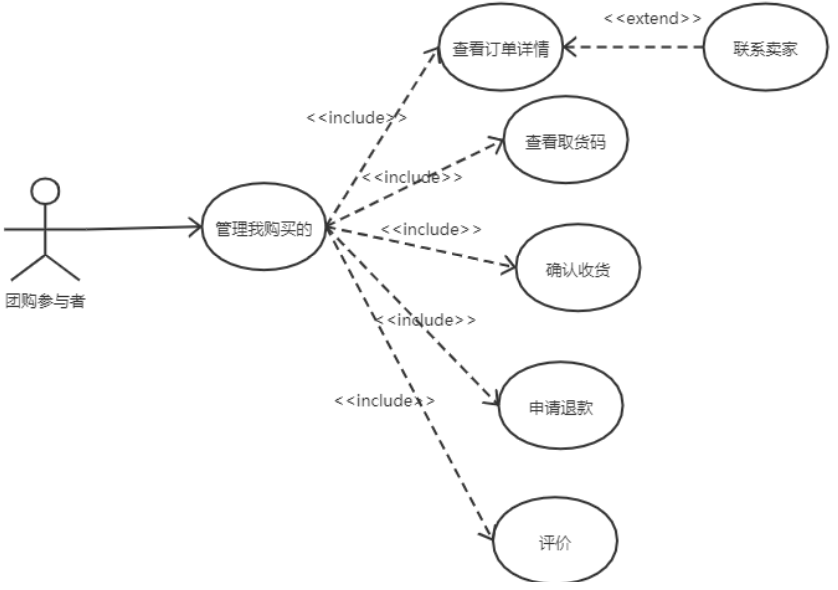 <<extend>>
查看订单详情
联系卖家
<<include>>
查看取货码
<<include>>
管理我购买的
<<include>>
确认收货
团购参与者
<<include>>
申请退款
<<include>>
评价